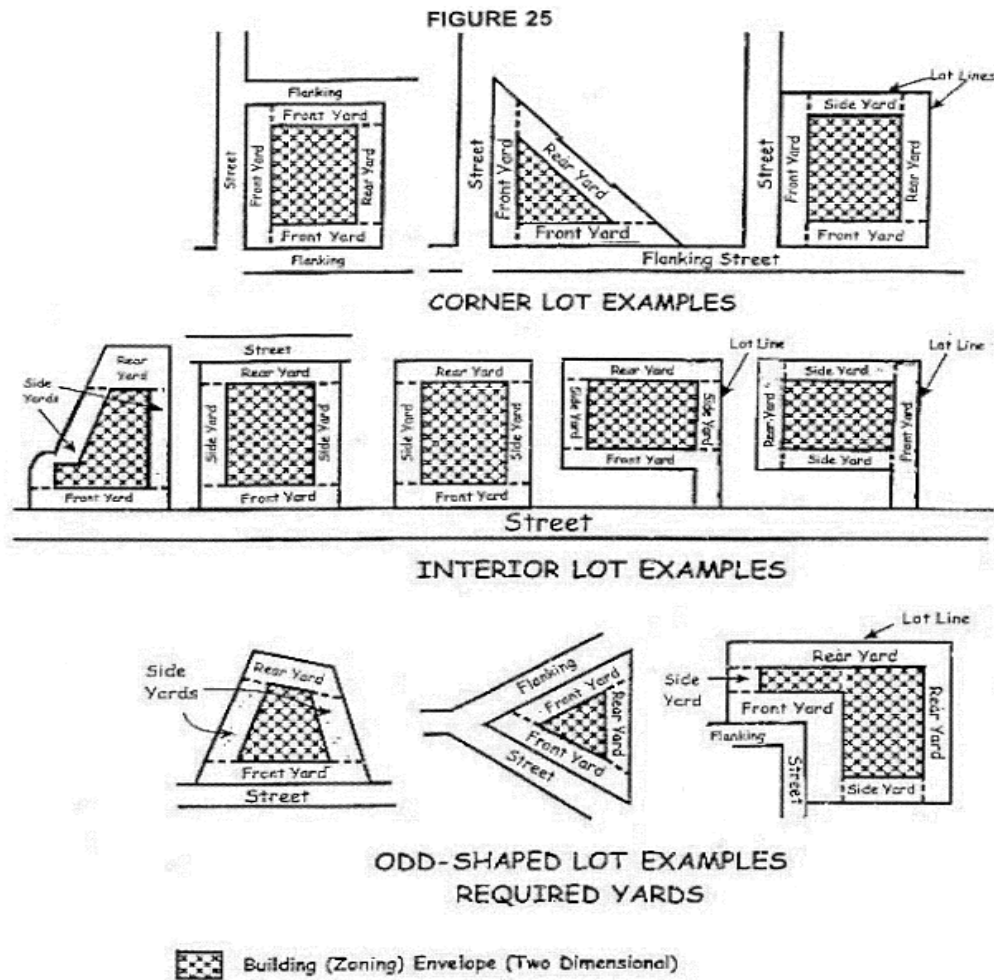 FIGURE 25
Flanking
Front Yard
Street
Front Yard
Rear Yard
Front Yard
Flanking
Street
Front Yard
Rear Yard
Front Yard
Flanking Street
Street
Front Yard
Side Yard
Rear Yard
Front Yard
Lot Lines
CORNER LOT EXAMPLES
Rear
Yard
Side
Yards
Front Yard
Street
Rear Yard
Side Yard
Side Yard
Front Yard
Rear Yard
Side Yard
Side Yard
Front Yard
Rear Yard
Side Yard
Side Yard
Front Yard
Lot
Line
Side Yard
Rear Yard
Front Yard
Side Yard
Lot
Line
Street
INTERIOR LOT EXAMPLES
Side
Yards
Rear Yard
Front Yard
Street
Flanking
Front Yard
Rear Yard
Front Yard
Street
Lot Line
Rear Yard
Side
Yard
Front Yard
Rear Yard
Flanking
Street
Side Yard
ODD-SHAPED LOT EXAMPLES
REQUIRED YARDS
Building (Zoning) Envelope (Two Dimensional)